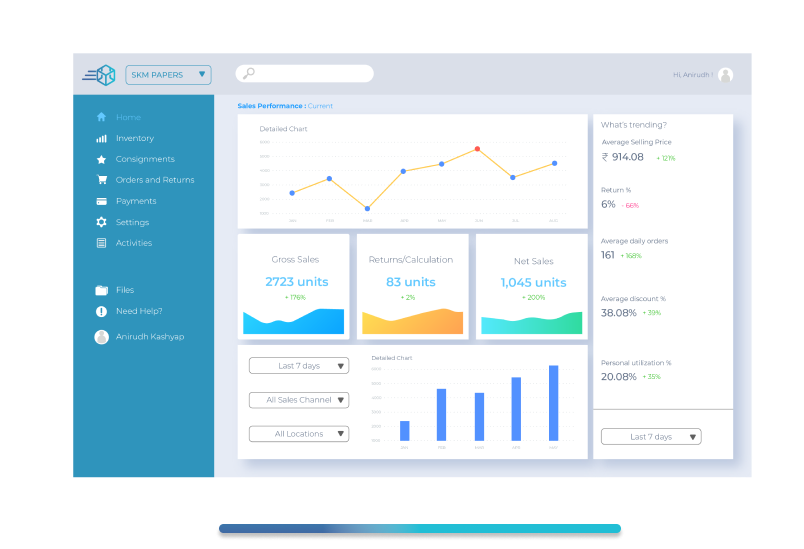 SKM PAPERS
Hi, Anirudh !
Home
Inventory
Consignments
Orders and Returns
Payments
Settings
Activities
Files
Need Help?
Anirudh Kashyap
Sales Performance : Current
Detailed Chart
Gross Sales
2723 units
+ 176%
Returns/Calculation
83 units
+ 2%
Net Sales
1,045 units
+ 200%
Last 7 days
All Sales Channel
All Locations
Detailed Chart
What's trending?
Average Selling Price
₹ 914.08 + 121%
Return %
6% - 66%
Average daily orders
161 + 168%
Average discount %
38.08% + 39%
Personal utilization %
20.08% + 35%
Last 7 days